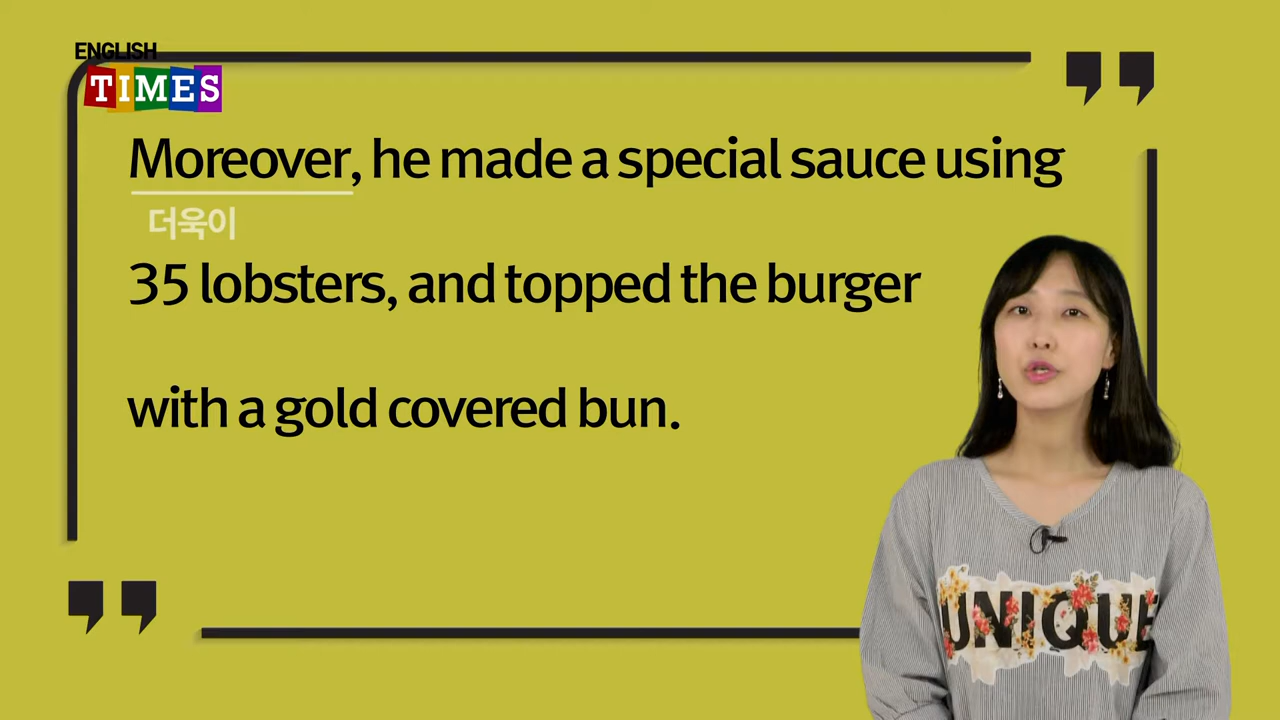 ENGLISH
TIMES
Moreover, he made a special sauce using
더욱이
35 lobsters, and topped the burger
with a gold covered bun.
UNIQUE